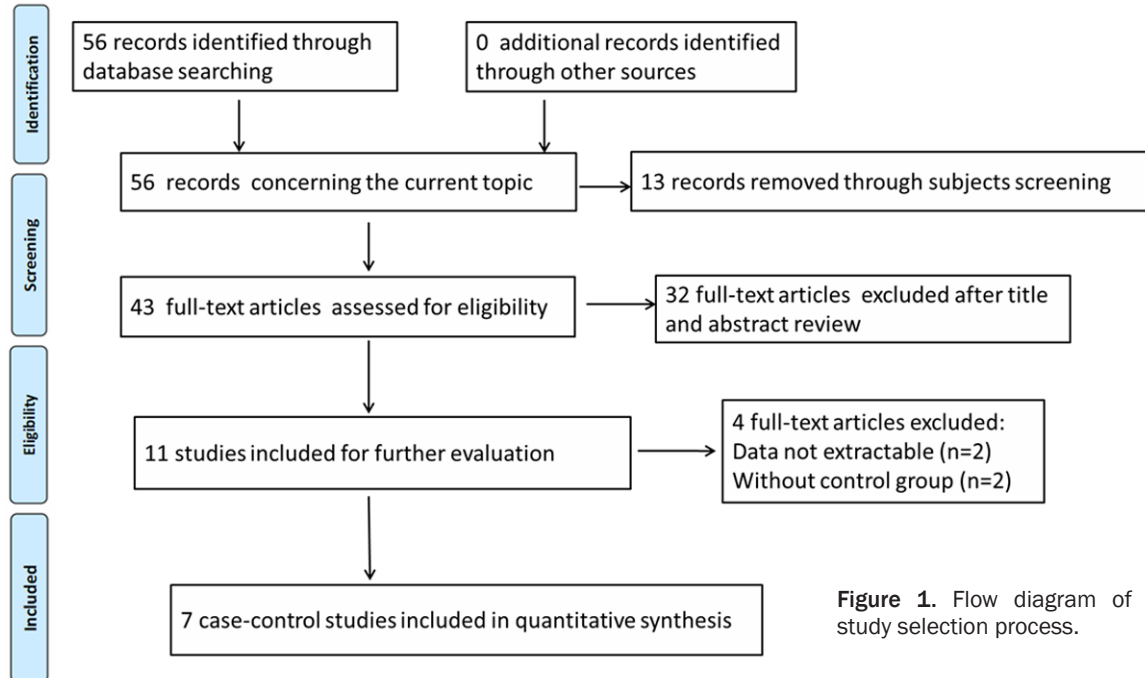 Identification
56 records identified through
database searching
0 additional records identified
through other sources
56 records concerning the current topic
13 records removed through subjects screening
Screening
43 full-text articles assessed for eligibility
32 full-text articles excluded after title
and abstract review
Eligibility
11 studies included for further evaluation
4 full-text articles excluded:
Data not extractable (n=2)
Without control group (n=2)
Included
7 case-control studies included in quantitative synthesis
Figure 1. Flow diagram of
study selection process.